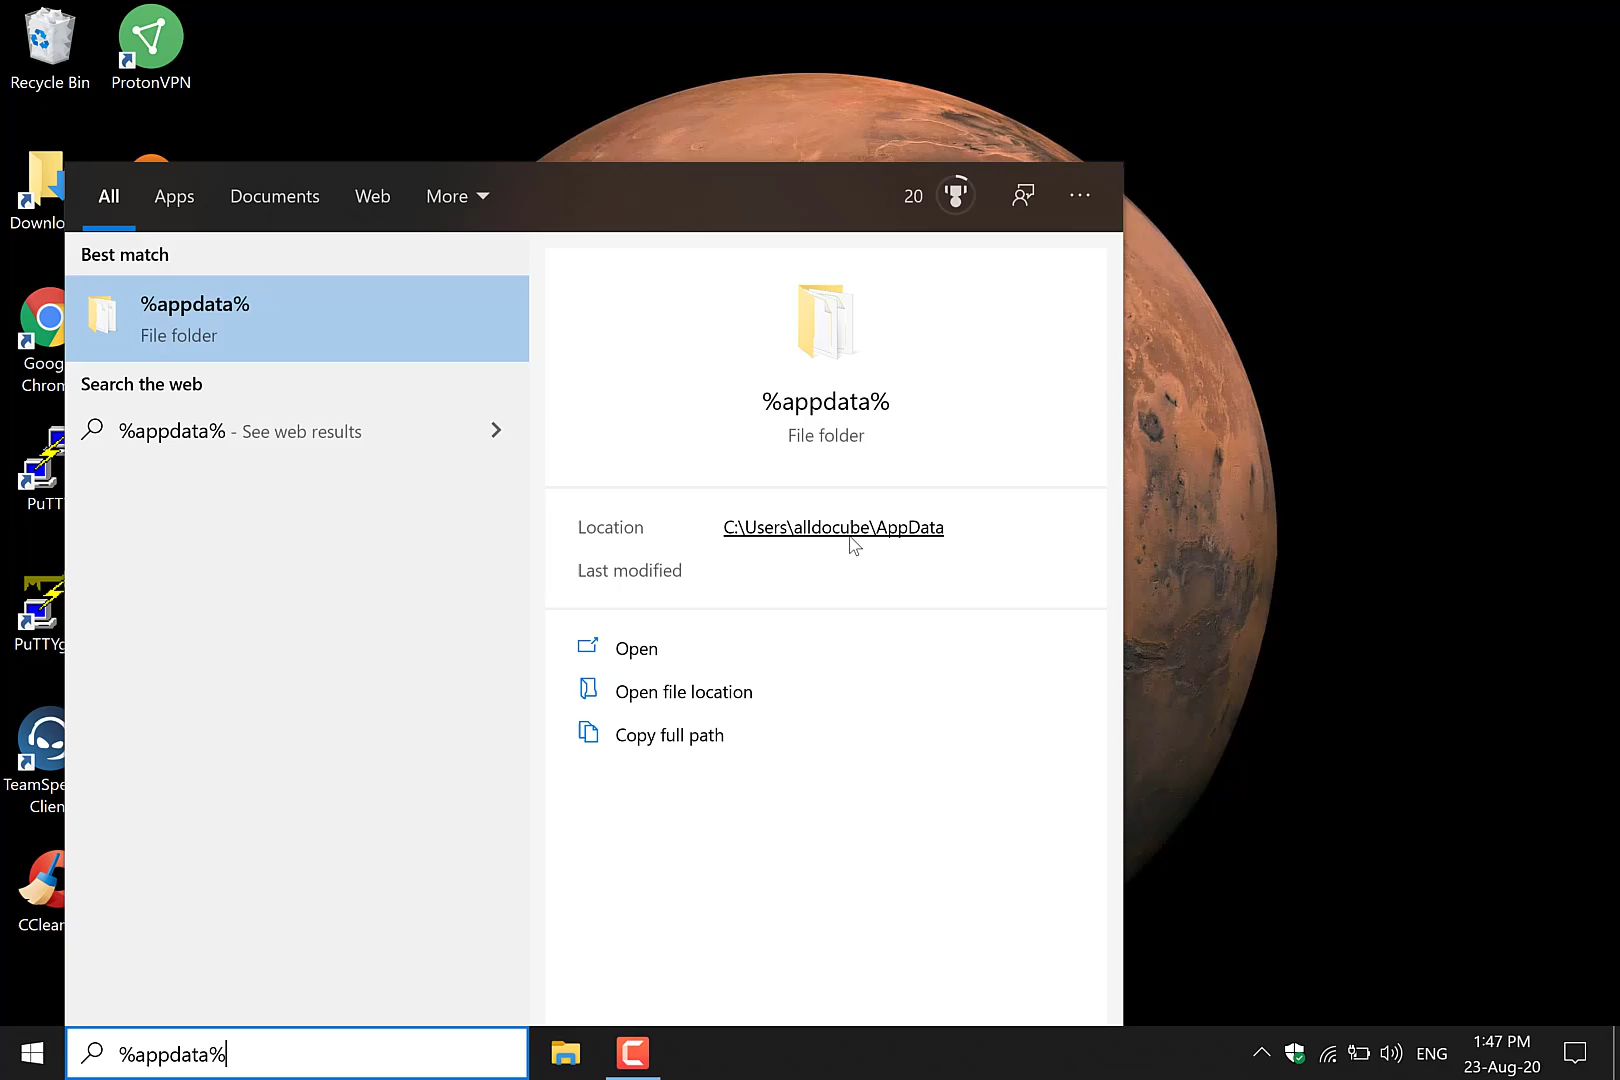 Recycle Bin
ProtonVPN
Downlo
Goog
Chrom
PuTT
PuTTYg
TeamSpe
Clien
CClear
All
Apps
Documents
Web
More
20
Best match
%appdata%
File folder
Search the web
%appdata% - See web results
%appdata%
File folder
Location C:\Users\alldocube\AppData
Last modified
Open
Open file location
Copy full path
%appdata%
ENG
1:47 PM
23-Aug-20